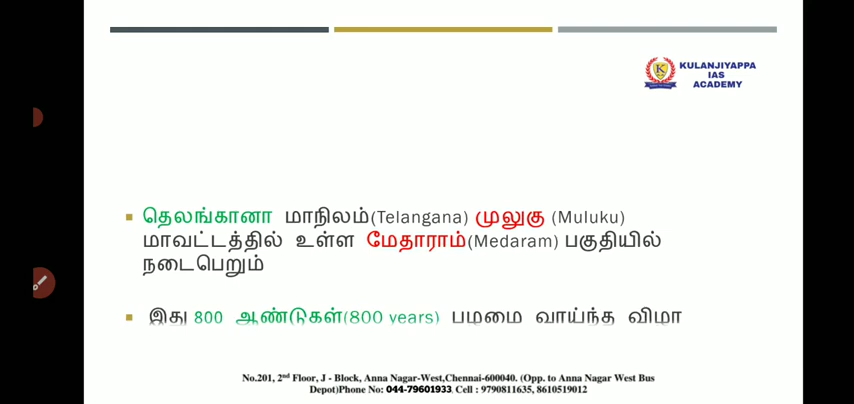 KULANJIYAPPA
IAS
ACADEMY
தெலங்கானா மாநிலம்(Telangana) முலுகு (Muluku)
மாவட்டத்தில் உள்ள மேதாராம்(Medaram) பகுதியில்
நடைபெறும்
இது 800 ஆண்டுகள்(800 years) பழமை வாய்ந்த விழா
No.201, 2nd Floor, J - Block, Anna Nagar-West,Chennai-600040. (Opp. to Anna Nagar West Bus
Depot)Phone No: 044-79601933, Cell : 9790811635, 8610519012